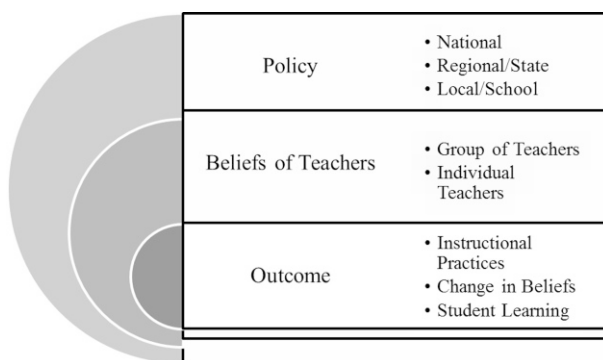 Policy
• National
• Regional/State
• Local/School
Beliefs of Teachers
• Group of Teachers
• Individual
Teachers
Outcome
• Instructional
Practices
• Change in Beliefs
• Student Learning